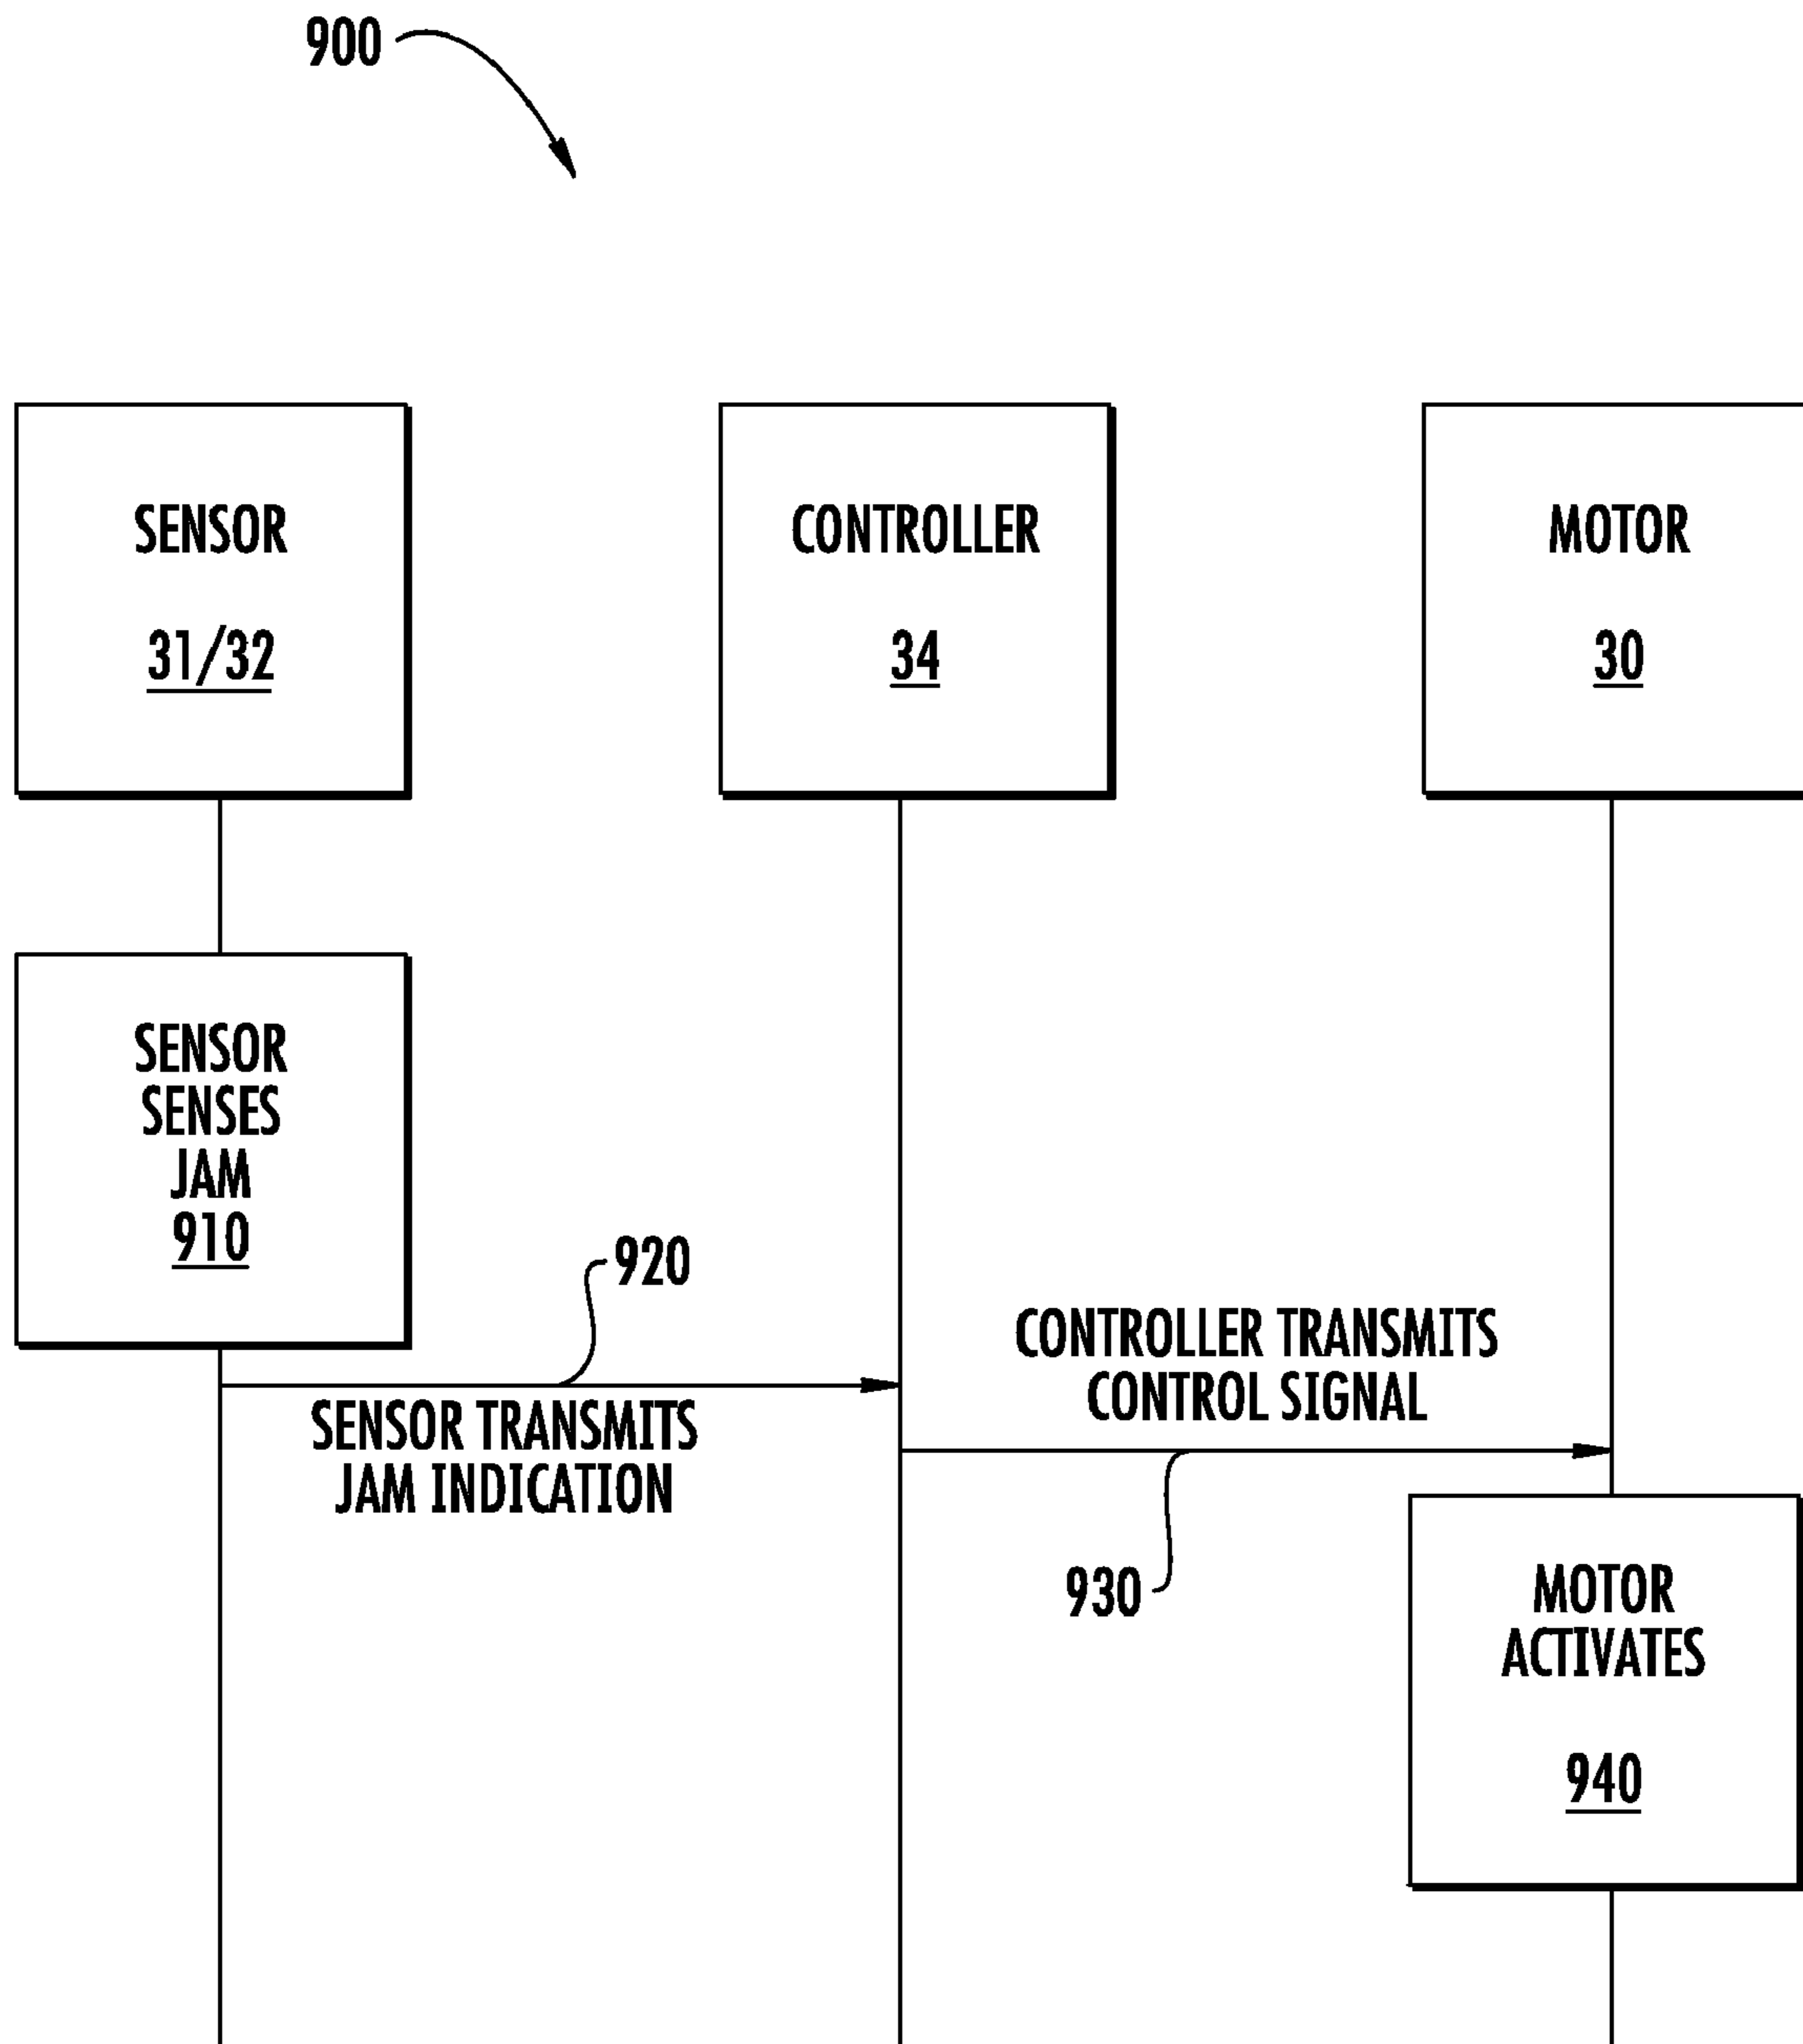 900
SENSOR
31/32
CONTROLLER
34
MOTOR
30
SENSOR
SENSES
JAM
910
920
SENSOR TRANSMITS
JAM INDICATION
CONTROLLER TRANSMITS
CONTROL SIGNAL
930
MOTOR
ACTIVATES
940